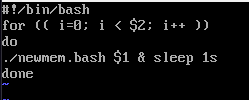 #!/bin/bash
for (( i=0; i < $2; i++ ))
do
./newmem.bash $1 & sleep 1s
done
~
~